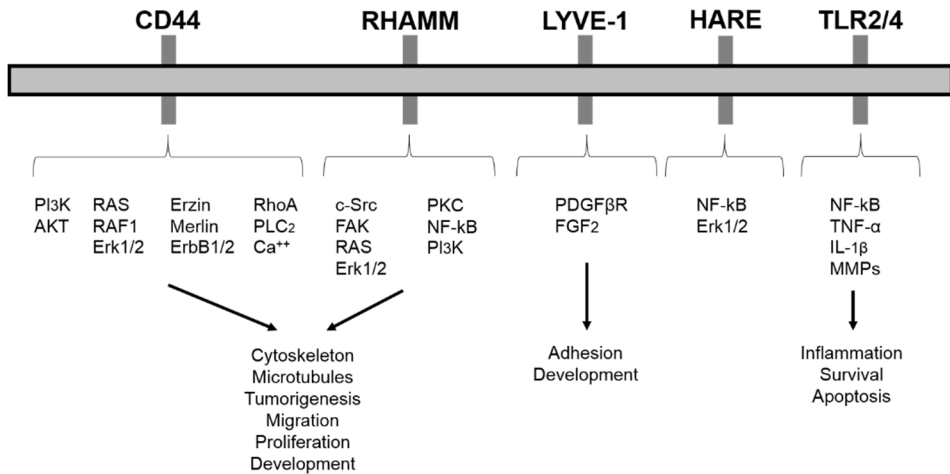 CD44
RHAMM
LYVE-1
HARE
TLR2/4
PI3K
AKT
RAS
RAF1
Erk1/2
Erzin
Merlin
ErbB1/2
RhoA
PLC2
Ca⁺⁺
c-Src
FAK
RAS
Erk1/2
PKC
NF-kB
PI3K
PDGFβR
FGF2
NF-kB
Erk1/2
NF-kB
TNF-α
IL-1β
MMPs
Cytoskeleton
Microtubules
Tumorigenesis
Migration
Proliferation
Development
Adhesion
Development
Inflammation
Survival
Apoptosis